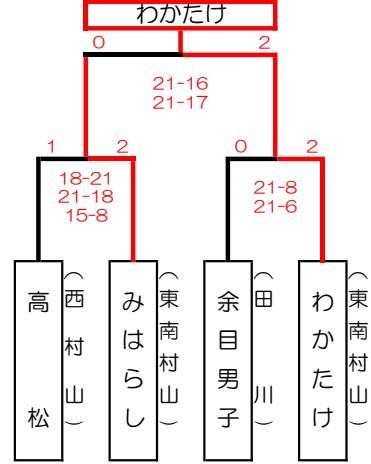 わかたけ
0 2
21-16
21-17
1 2
18-21
21-18
15-8
0 2
21-8
21-6
高松
（西村山）
みはらし
（東南村山）
余目男子
（田川）
わかたけ
（東南村山）